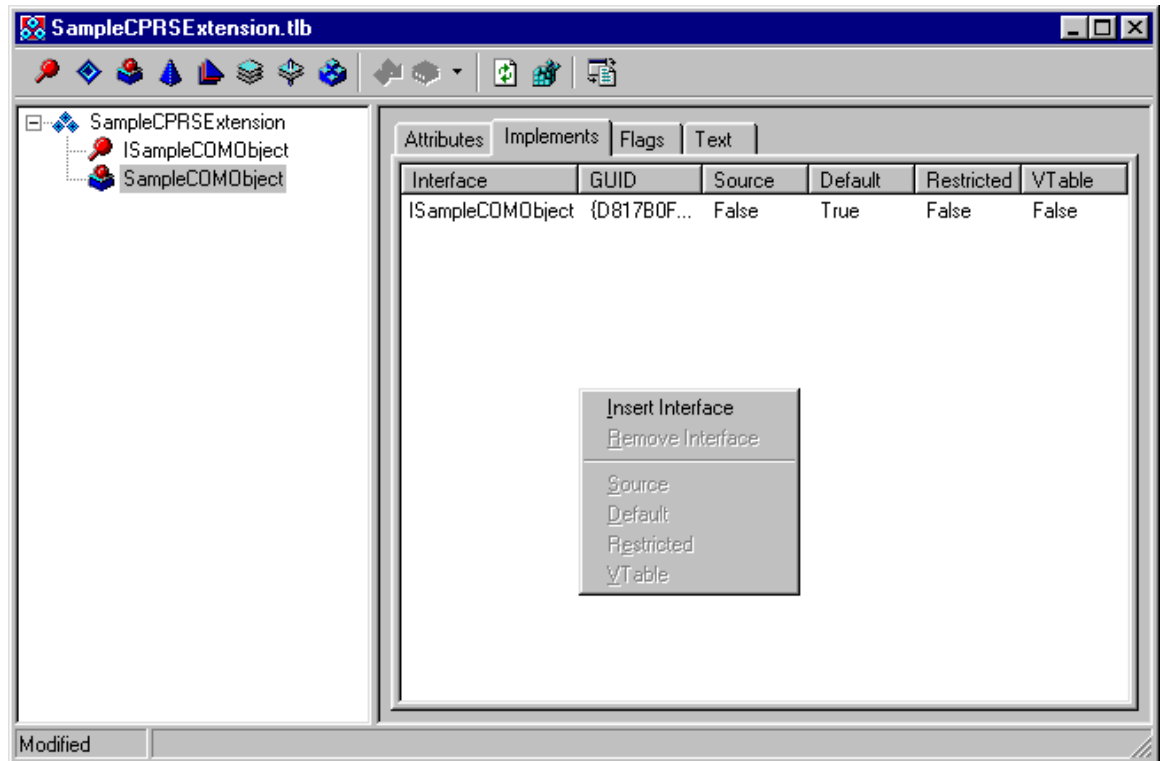 SampleCPRSExtension.tlb
SampleCPRSExtension
ISampleCOMObject
SampleCOMObject
Attributes Implements Flags Text
Interface GUID Source Default Restricted VTable
ISampleCOMObject {D817B0F... False True False False
Insert Interface
Remove Interface
Source
Default
Restricted
VTable
Modified